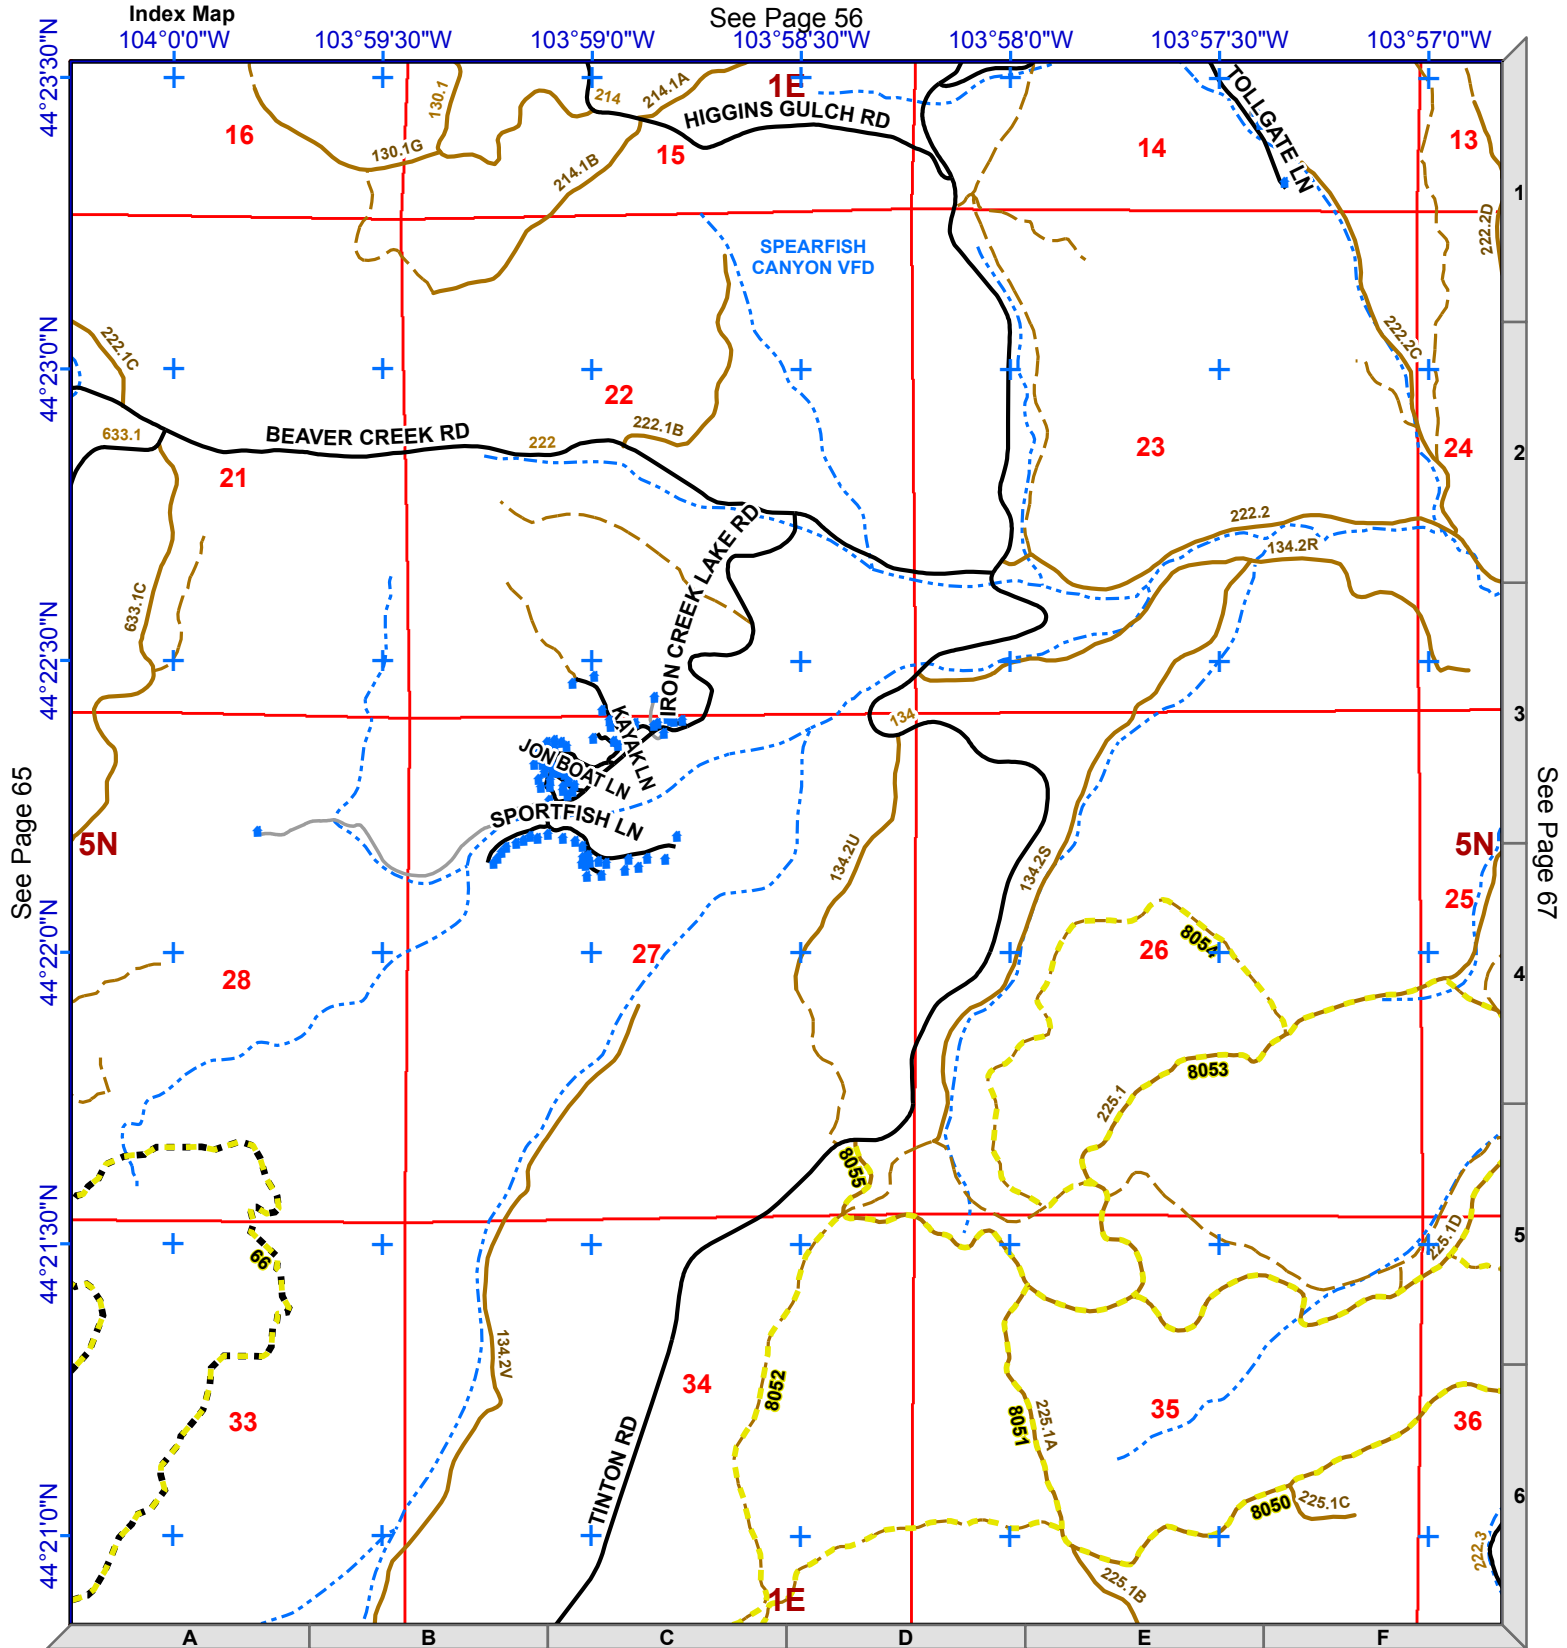 Index Map
See Page 56
104°0'0"W
103°59'30"W
103°59'0"W
103°58'30"W
103°58'0"W
103°57'30"W
103°57'0"W
44°23'30"N
1E
214
214.1A
130.1
HIGGINS GULCH RD
TOLLGATE LN
16
130.1G
15
14
13
214.1B
1
222.2D
SPEARFISH
CANYON VFD
44°23'0"N
222.1C
222.2C
22
633.1
BEAVER CREEK RD
222
222.1B
23
24
2
21
IRON CREEK LAKE RD
222.2
134.2R
633.1C
44°22'30"N
KAYAK LN
134
3
JON BOAT LN
SPORTFISH LN
See Page 65
See Page 67
5N
5N
134.2U
134.2S
25
44°22'0"N
28
27
8054
26
4
8053
225.1
8055
44°21'30"N
66
225.1D
5
134.2V
34
8052
33
8051
225.1A
35
36
TINTON RD
8050
225.1C
6
44°21'0"N
222.3
225.1B
1E
A
B
C
D
E
F